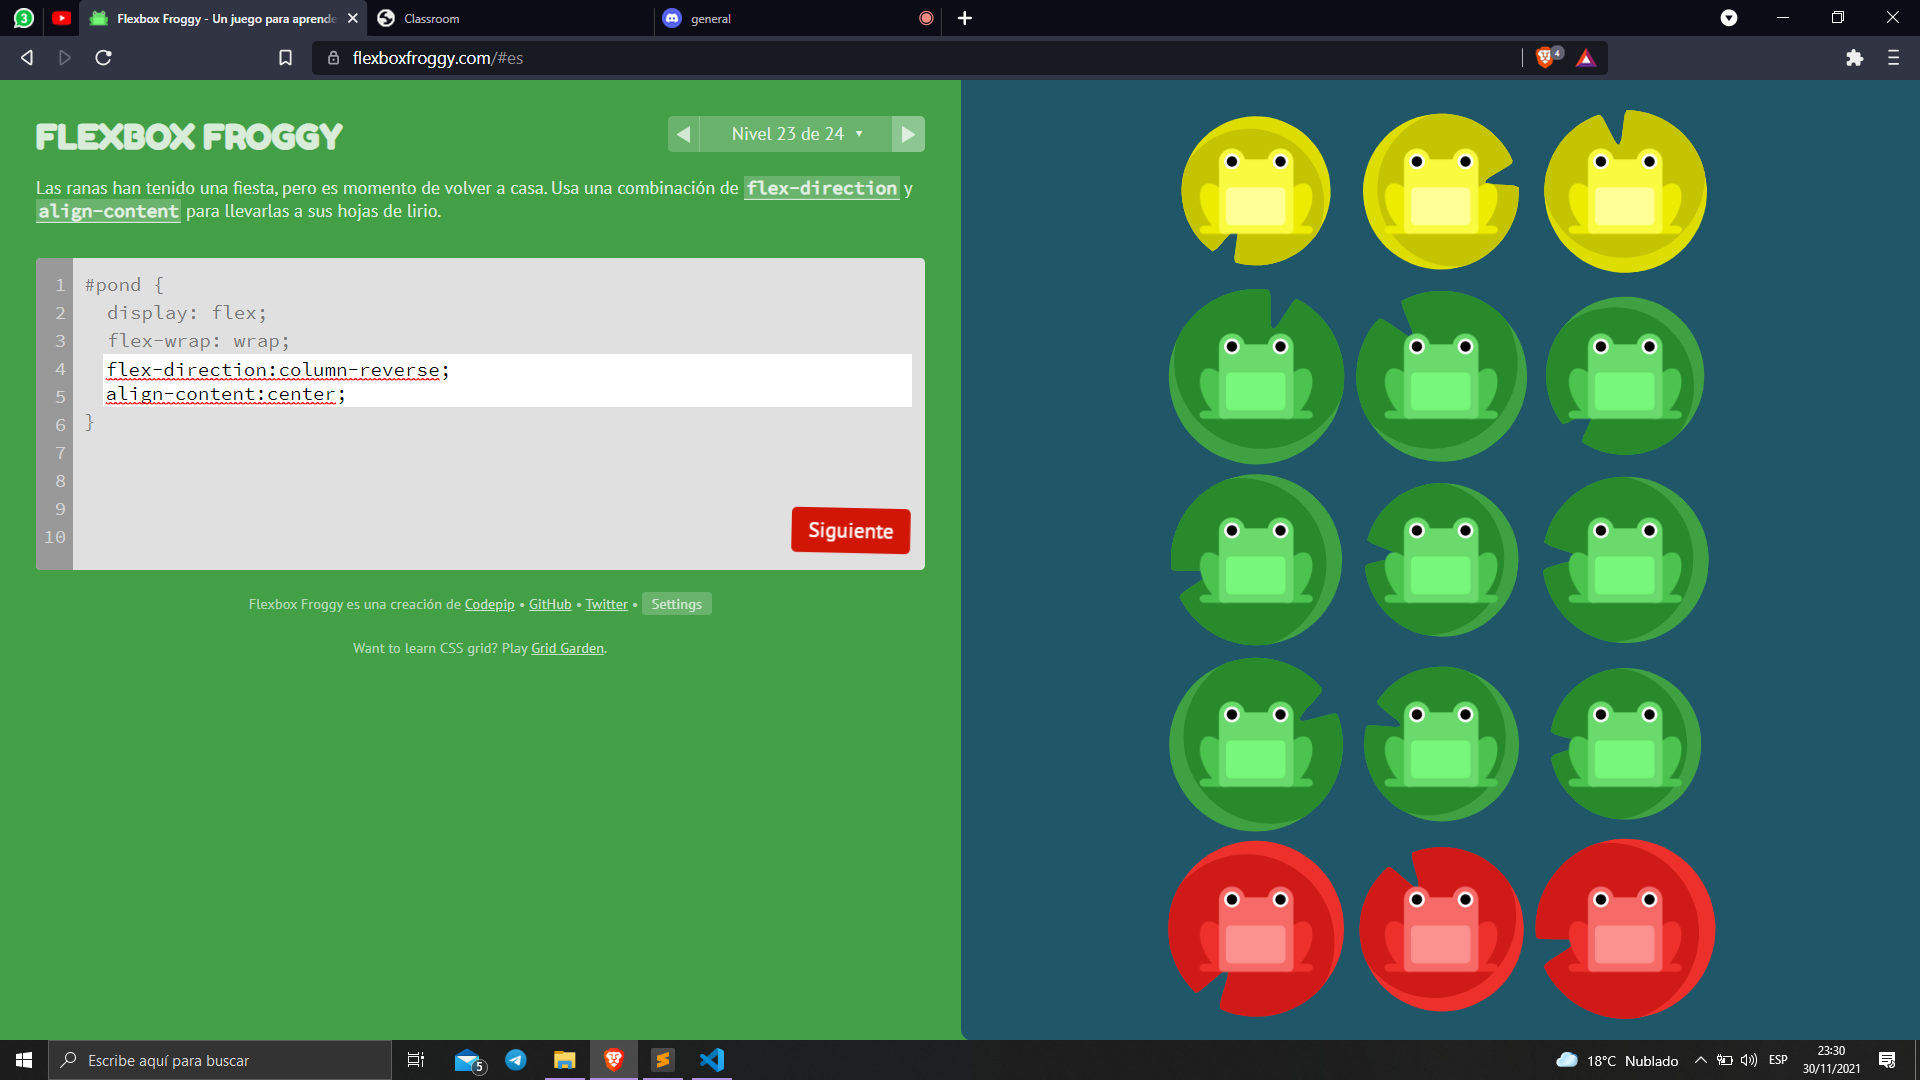 3
Flexbox Froggy - Un juego para aprende
Classroom
general
flexboxfroggy.com/#es
4
FLEXBOX FROGGY
Nivel 23 de 24
Las ranas han tenido una fiesta, pero es momento de volver a casa. Usa una combinación de flex-direction y
align-content para llevarlas a sus hojas de lirio.
1 #pond {
2 display: flex;
3 flex-wrap: wrap;
4 flex-direction:column-reverse;
5 align-content:center;
6 }
7
8
9
10
Siguiente
Flexbox Froggy es una creación de Codepip • GitHub • Twitter • Settings
Want to learn CSS grid? Play Grid Garden.
Escribe aquí para buscar
5
18°C Nublado
ESP
23:30
30/11/2021